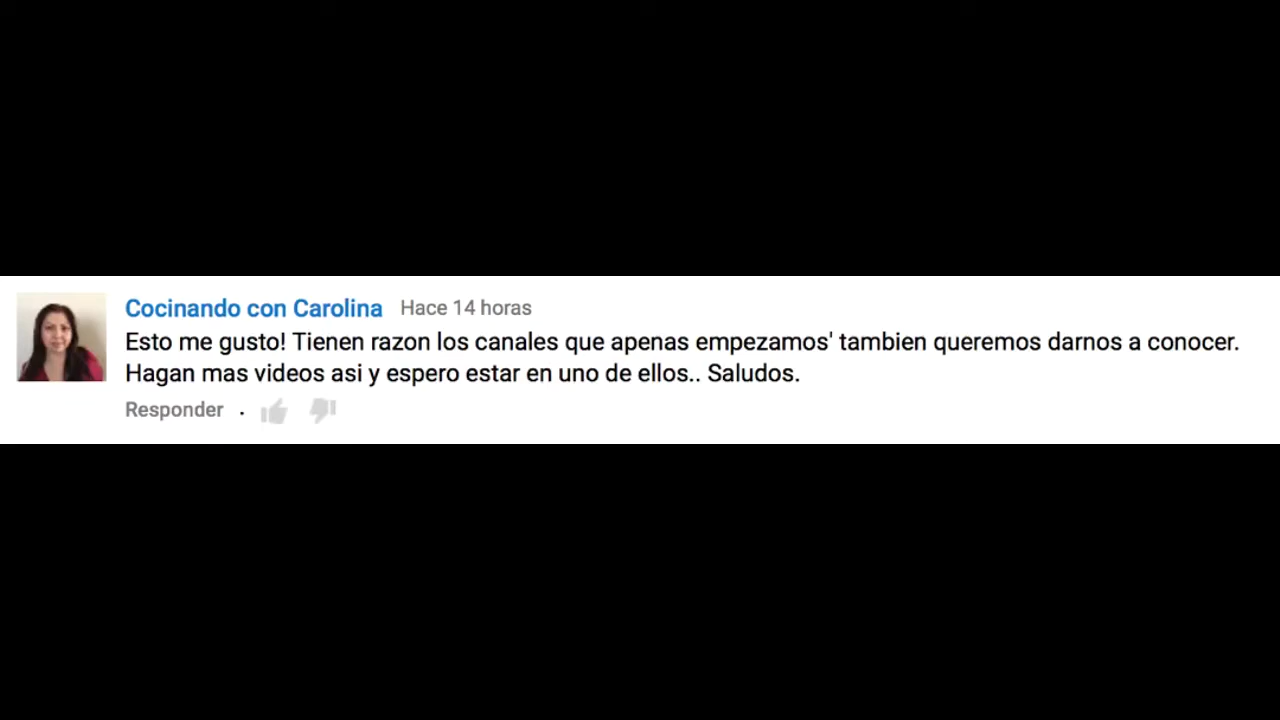 Cocinando con Carolina Hace 14 horas
Esto me gusto! Tienen razon los canales que apenas empezamos' tambien queremos darnos a conocer.
Hagan mas videos asi y espero estar en uno de ellos.. Saludos.
Responder .